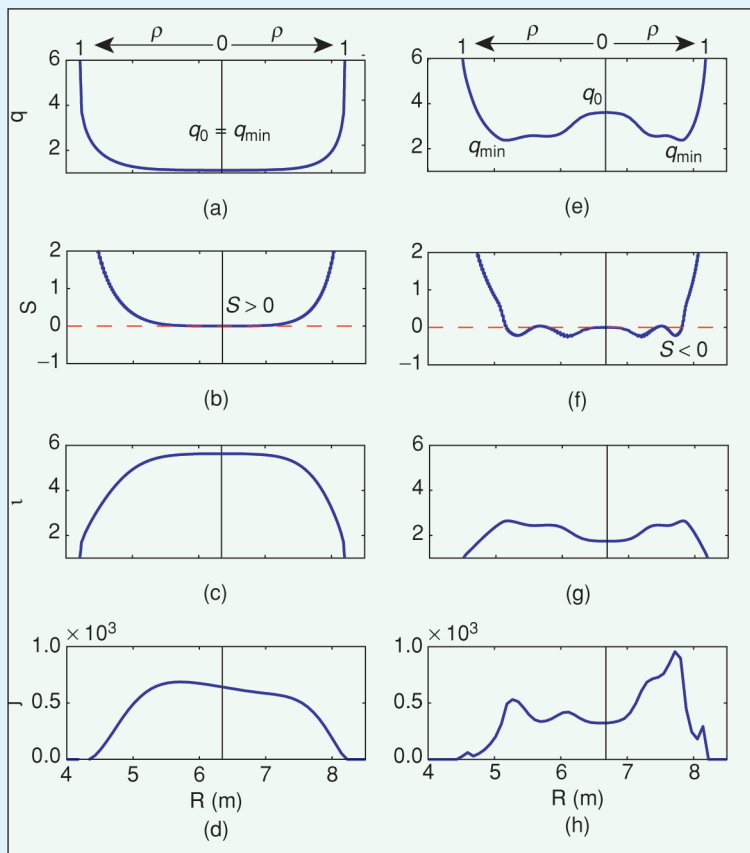 1 ρ 0 ρ 1
6
4
2
q
q0 = qmin
(a)
2
1
0
−1
S
S > 0
(b)
6
4
2
ι
(c)
1.0 × 10³
0.5
0.0
J
4 5 6 7 8
R (m)
(d)
1 ρ 0 ρ 1
6
4
2
q0
qmin
qmin
(e)
2
1
0
−1
S < 0
(f)
6
4
2
(g)
1.0 × 10³
0.5
0.0
4 5 6 7 8
R (m)
(h)